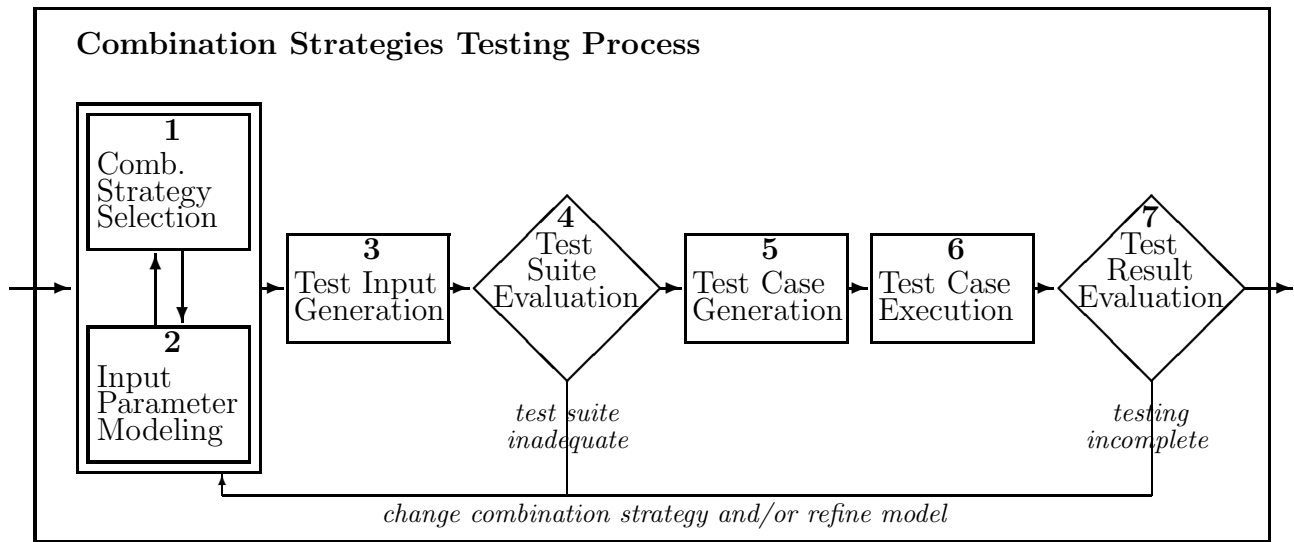 Combination Strategies Testing Process
1
Comb.
Strategy
Selection
2
Input
Parameter
Modeling
3
Test Input
Generation
4
Test
Suite
Evaluation
test suite
inadequate
5
Test Case
Generation
6
Test Case
Execution
7
Test
Result
Evaluation
testing
incomplete
change combination strategy and/or refine model